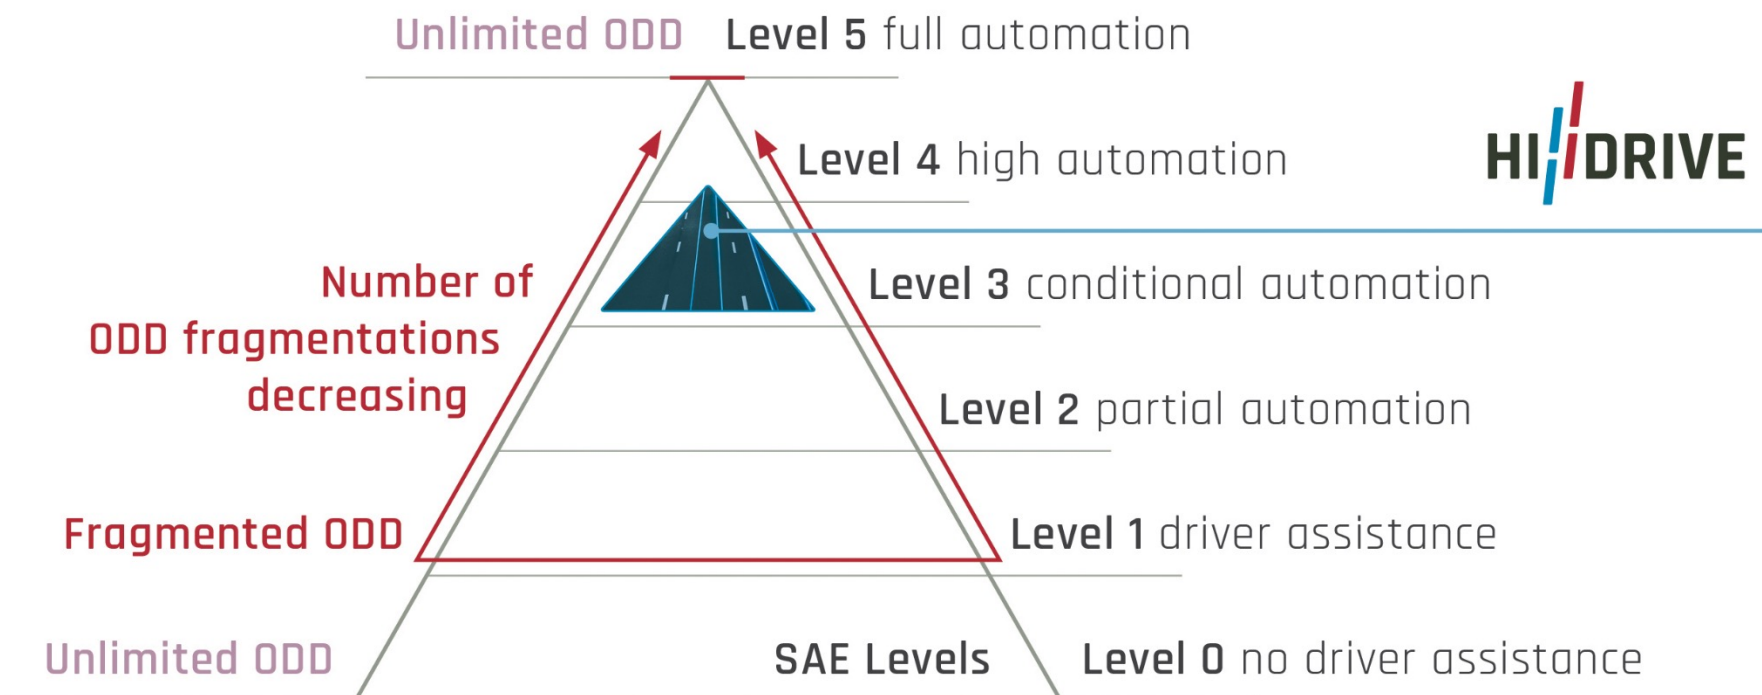 Unlimited ODD Level 5 full automation
Level 4 high automation
HI DRIVE
Number of
ODD fragmentations
decreasing
Level 3 conditional automation
Level 2 partial automation
Fragmented ODD
Level 1 driver assistance
Unlimited ODD
SAE Levels
Level 0 no driver assistance